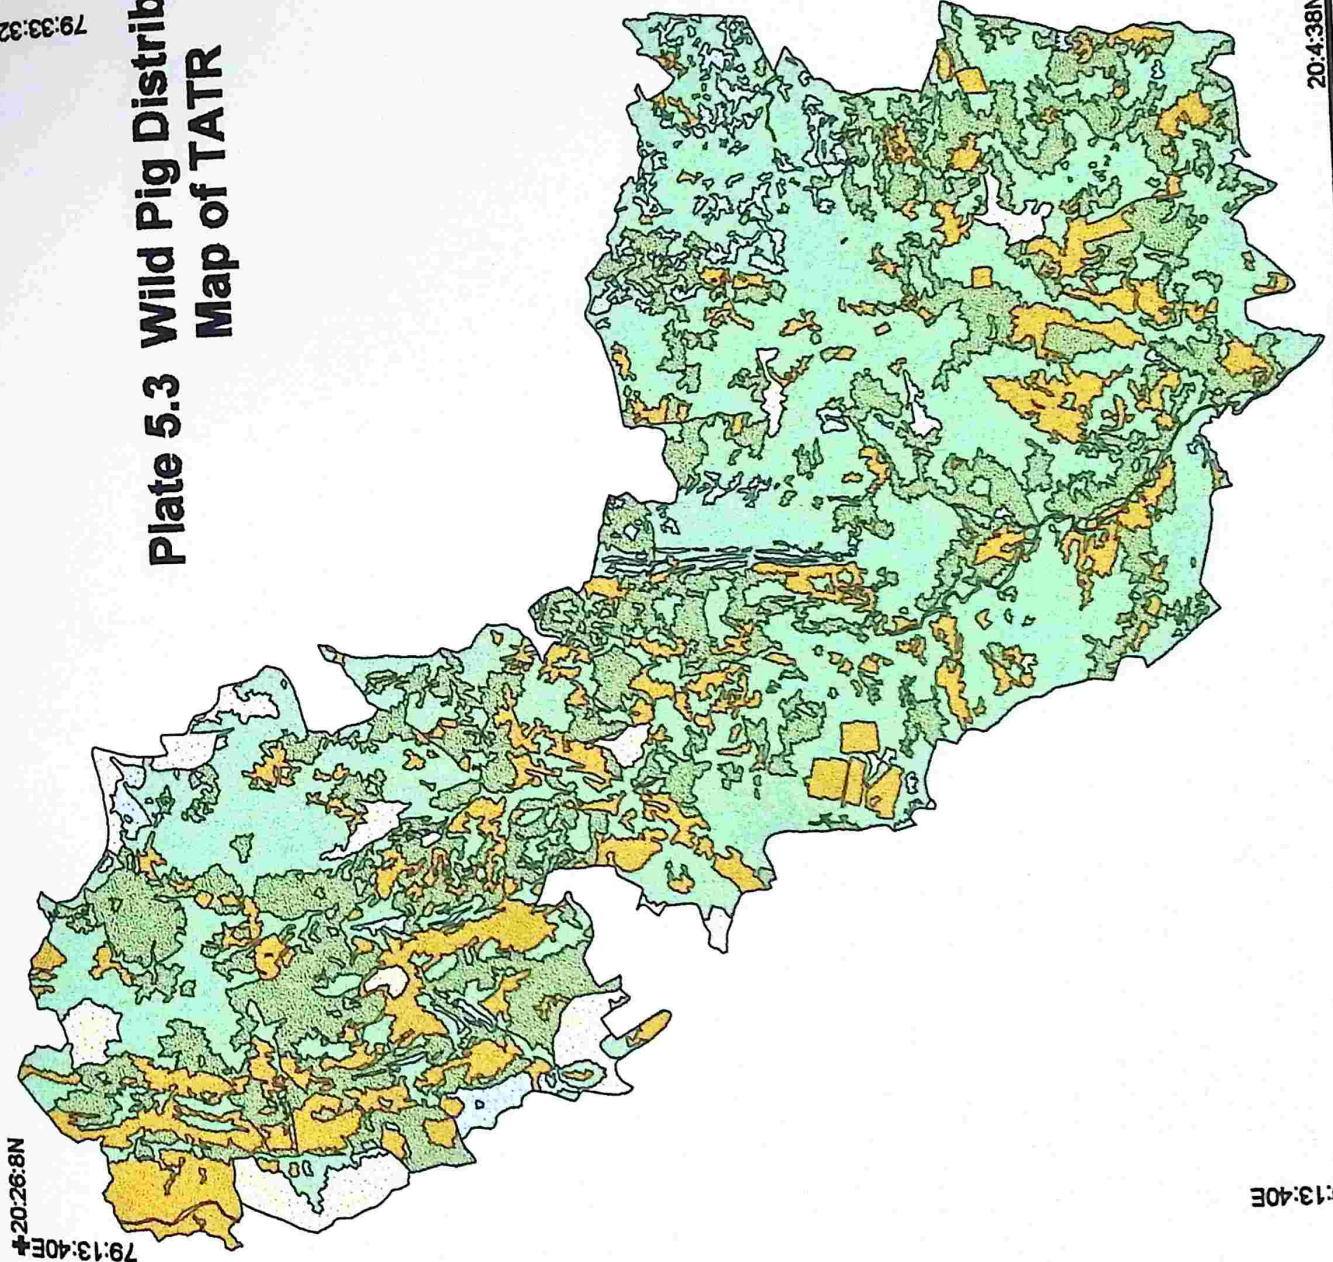 Plate 5.3 Wild Pig Distrib
Map of TATR
79:33:32
+20:26:8N
79:13:40E+
20:4:38N
:13:40E